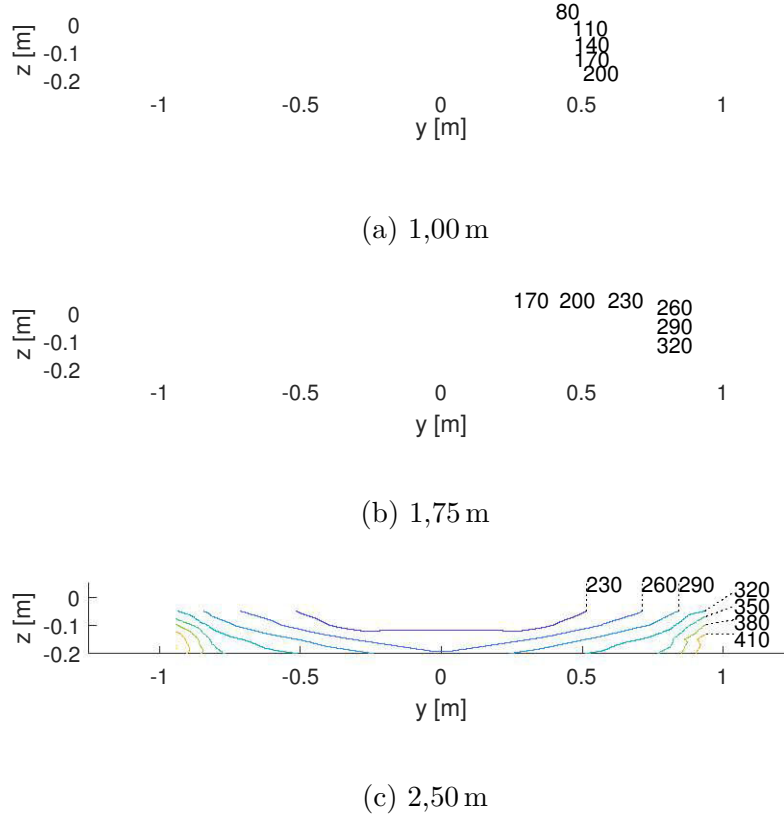 80
0
110
140
-0.1
170
200
-0.2
z [m]
-1 -0.5 0 0.5 1
y [m]
(a) 1,00 m
170 200 230 260
0
290
-0.1
320
-0.2
z [m]
-1 -0.5 0 0.5 1
y [m]
(b) 1,75 m
230 260 290 320
0
350
-0.1
380
410
-0.2
z [m]
-1 -0.5 0 0.5 1
y [m]
(c) 2,50 m